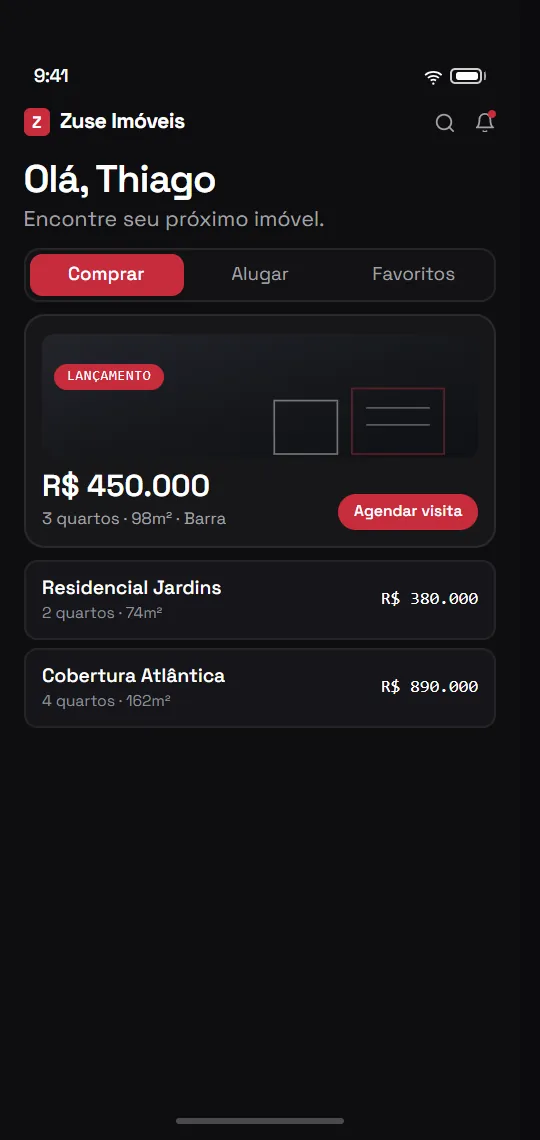 9:41
Z Zuse Imóveis
Olá, Thiago
Encontre seu próximo imóvel.
Comprar Alugar Favoritos
LANÇAMENTO
R$ 450.000
3 quartos · 98m² · Barra
Agendar visita
Residencial Jardins
2 quartos · 74m²
R$ 380.000
Cobertura Atlântica
4 quartos · 162m²
R$ 890.000